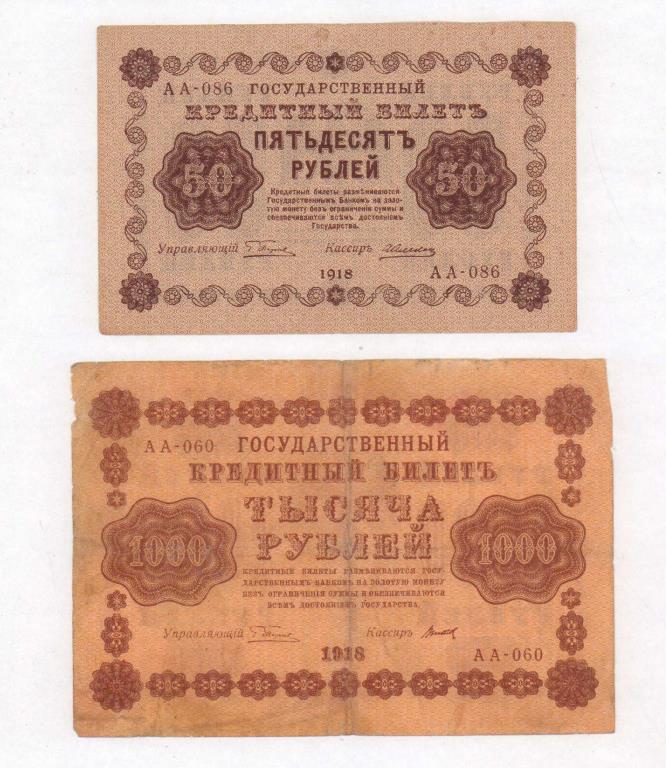 АА-086 ГОСУДАРСТВЕННЫЙ
КРЕДИТНЫЙ БИЛЕТЪ
ПЯТЬДЕСЯТЪ
РУБЛЕЙ
50 50
Кредитные билеты размѣниваются
Государственнымъ Банкомъ на золо-
тую монету безъ ограниченія суммы и
обезпечиваются всѣмъ достояніемъ
Государства.
Управляющій Кассиръ
1918 АА-086
АА-060 ГОСУДАРСТВЕННЫЙ
КРЕДИТНЫЙ БИЛЕТЪ
ТЫСЯЧА
РУБЛЕЙ
1000 1000
КРЕДИТНЫЕ БИЛЕТЫ РАЗМѢНИВАЮТСЯ ГОСУ-
ДАРСТВЕННЫМЪ БАНКОМЪ НА ЗОЛОТУЮ МОНЕТУ
БЕЗЪ ОГРАНИЧЕНІЯ СУММЫ И ОБЕЗПЕЧИВАЮТСЯ
ВСѢМЪ ДОСТОЯНІЕМЪ ГОСУДАРСТВА.
Управляющій Кассиръ
1918 АА-060